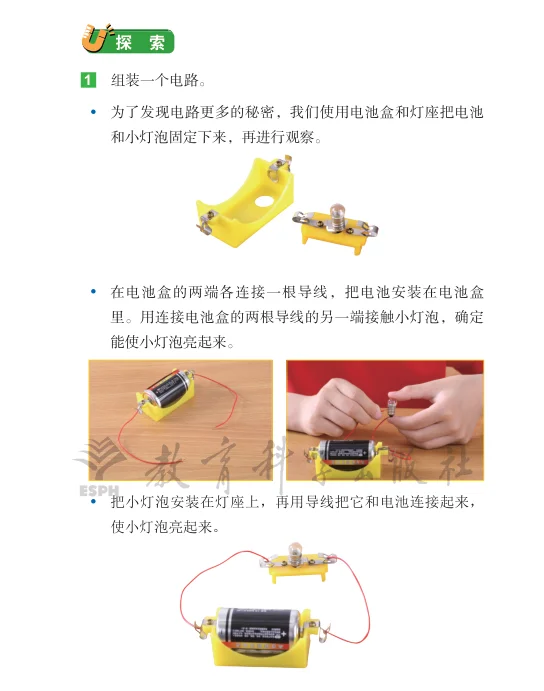 探 索
1 组装一个电路。
• 为了发现电路更多的秘密，我们使用电池盒和灯座把电池
和小灯泡固定下来，再进行观察。
• 在电池盒的两端各连接一根导线，把电池安装在电池盒
里。用连接电池盒的两根导线的另一端接触小灯泡，确定
能使小灯泡亮起来。
ESPH 教育科学出版社
• 把小灯泡安装在灯座上，再用导线把它和电池连接起来，
使小灯泡亮起来。